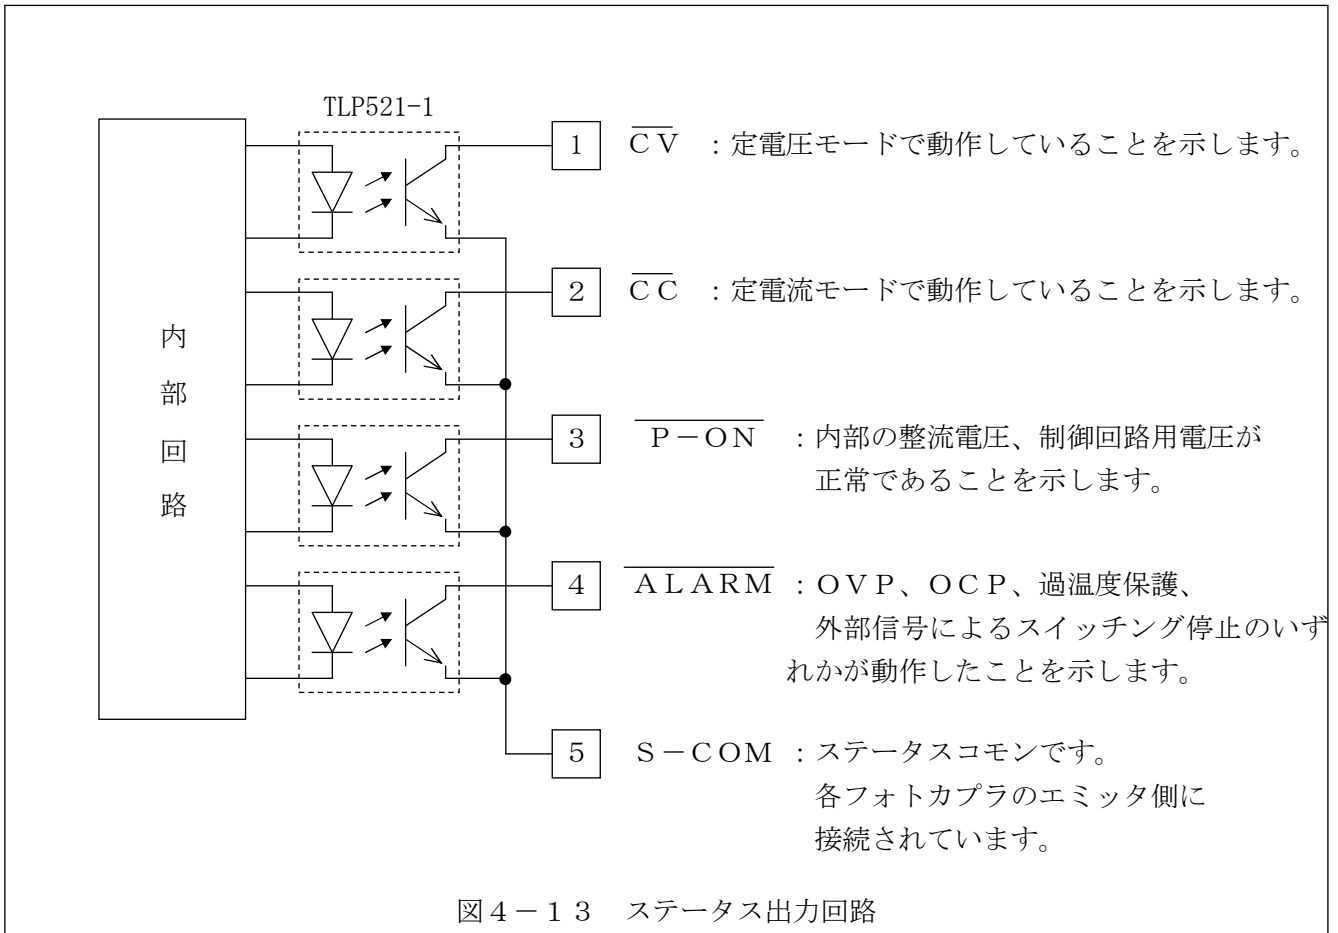 TLP521-1
内
部
回
路
1 C̅V̅ :定電圧モードで動作していることを示します。
2 C̅C̅ :定電流モードで動作していることを示します。
3 P̅-̅O̅N̅ :内部の整流電圧、制御回路用電圧が
正常であることを示します。
4 A̅L̅A̅R̅M̅ :OVP、OCP、過温度保護、
外部信号によるスイッチング停止のいず
れかが動作したことを示します。
5 S-COM :ステータスコモンです。
各フォトカプラのエミッタ側に
接続されています。
図4-13 ステータス出力回路